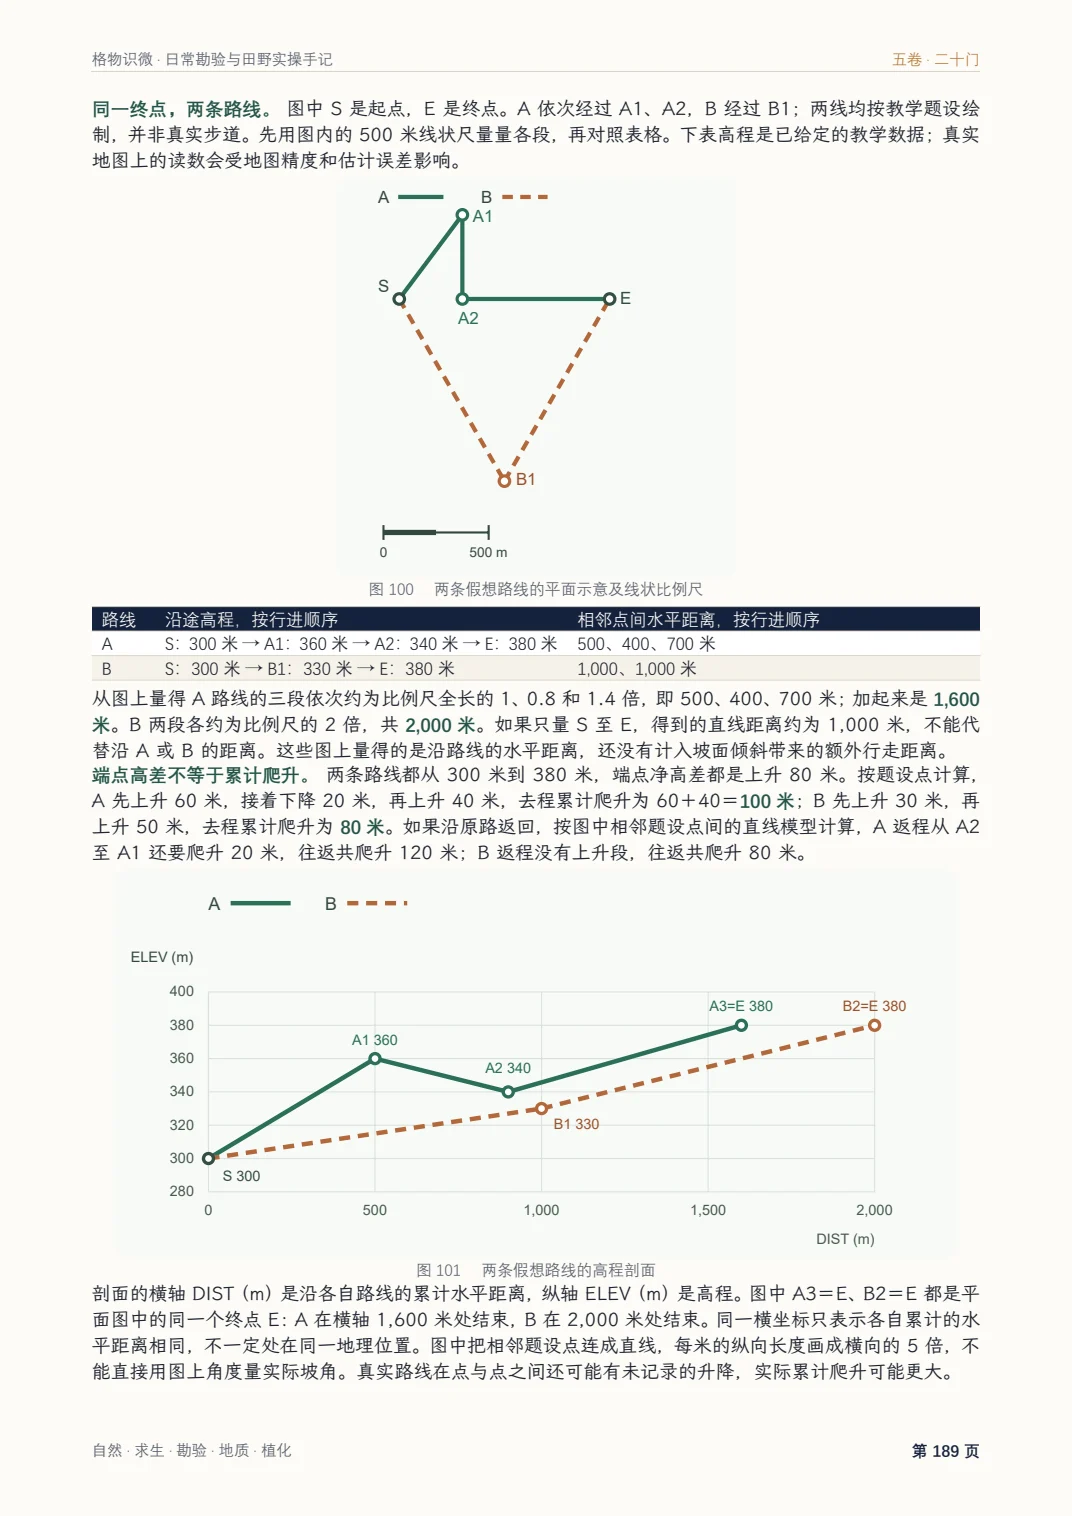 格物识微 · 日常勘验与田野实操手记
五卷 · 二十门
同一终点，两条路线。 图中 S 是起点，E 是终点。A 依次经过 A1、A2，B 经过 B1；两线均按教学题设绘
制，并非真实步道。先用图内的 500 米线状尺量量各段，再对照表格。下表高程是已给定的教学数据；真实
地图上的读数会受地图精度和估计误差影响。
A
B
A1
S
E
A2
B1
0
500 m
图 100 两条假想路线的平面示意及线状比例尺
路线 沿途高程，按行进顺序 相邻点间水平距离，按行进顺序
A S：300 米→A1：360 米→A2：340 米→E：380 米 500、400、700 米
B S：300 米→B1：330 米→E：380 米 1,000、1,000 米
从图上量得 A 路线的三段依次约为比例尺全长的 1、0.8 和 1.4 倍，即 500、400、700 米；加起来是 1,600
米。B 两段各约为比例尺的 2 倍，共 2,000 米。如果只量 S 至 E，得到的直线距离约为 1,000 米，不能代
替沿 A 或 B 的距离。这些图上量得的是沿路线的水平距离，还没有计入坡面倾斜带来的额外行走距离。
端点高差不等于累计爬升。 两条路线都从 300 米到 380 米，端点净高差都是上升 80 米。按题设点计算，
A 先上升 60 米，接着下降 20 米，再上升 40 米，去程累计爬升为 60＋40＝100 米；B 先上升 30 米，再
上升 50 米，去程累计爬升为 80 米。如果沿原路返回，按图中相邻题设点间的直线模型计算，A 返程从 A2
至 A1 还要爬升 20 米，往返共爬升 120 米；B 返程没有上升段，往返共爬升 80 米。
A
B
ELEV (m)
400
380
360
340
320
300
280
A3=E 380
B2=E 380
A1 360
A2 340
B1 330
S 300
0
500
1,000
1,500
2,000
DIST (m)
图 101 两条假想路线的高程剖面
剖面的横轴 DIST（m）是沿各自路线的累计水平距离，纵轴 ELEV（m）是高程。图中 A3＝E、B2＝E 都是平
面图中的同一个终点 E：A 在横轴 1,600 米处结束，B 在 2,000 米处结束。同一横坐标只表示各自累计的水
平距离相同，不一定处在同一地理位置。图中把相邻题设点连成直线，每米的纵向长度画成横向的 5 倍，不
能直接用图上角度量实际坡角。真实路线在点与点之间还可能有未记录的升降，实际累计爬升可能更大。
自然 · 求生 · 勘验 · 地质 · 植化
第 189 页